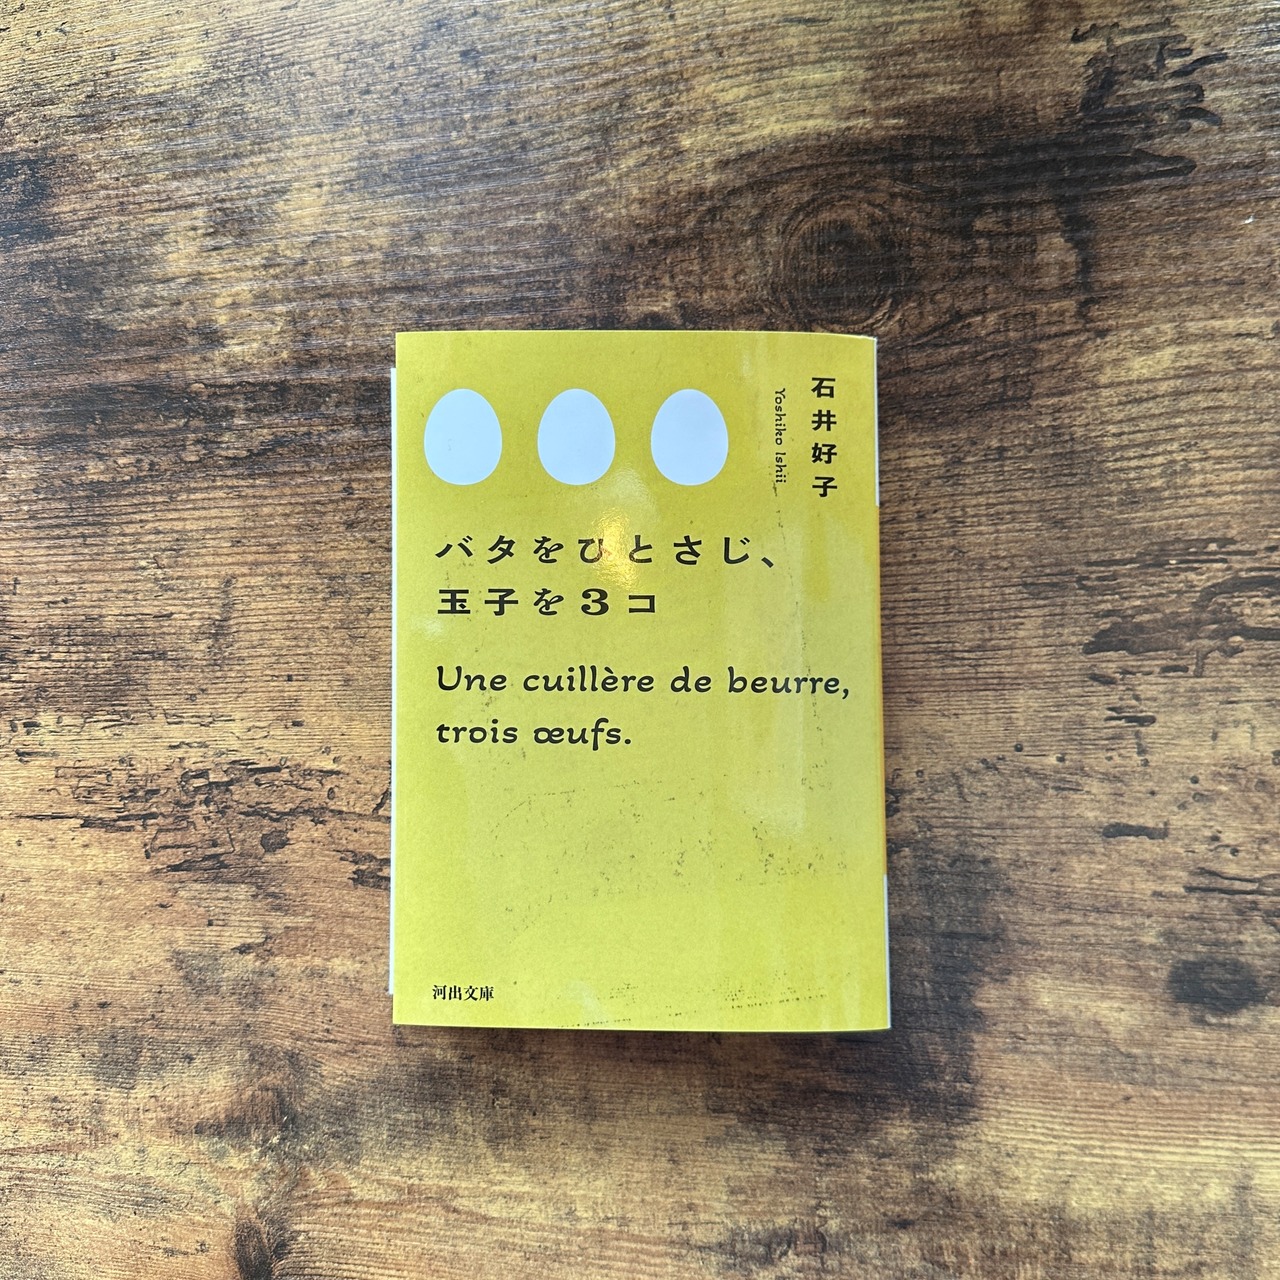 石井好子
Yoshiko Ishii
バタをひとさじ、
玉子を3コ
Une cuillère de beurre,
trois œufs.
河出文庫